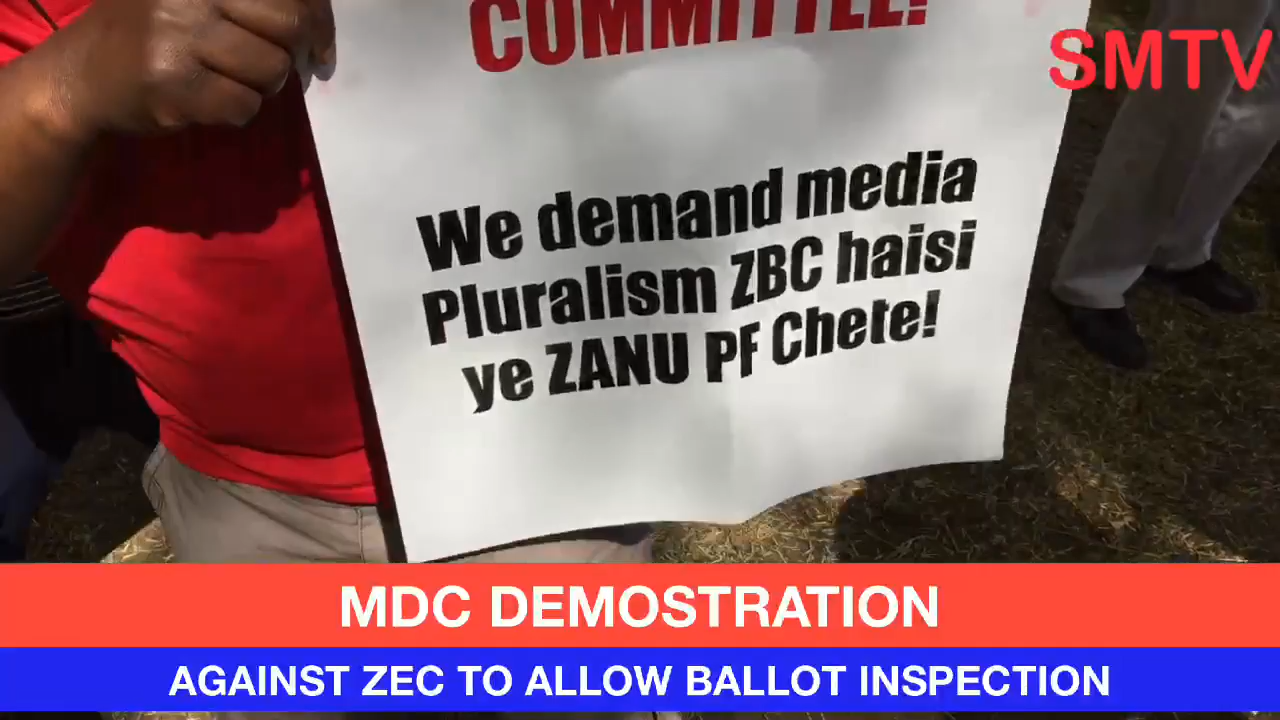 COMMITTEE!
SMTV
We demand media
Pluralism ZBC haisi
ye ZANU PF Chete!
MDC DEMOSTRATION
AGAINST ZEC TO ALLOW BALLOT INSPECTION